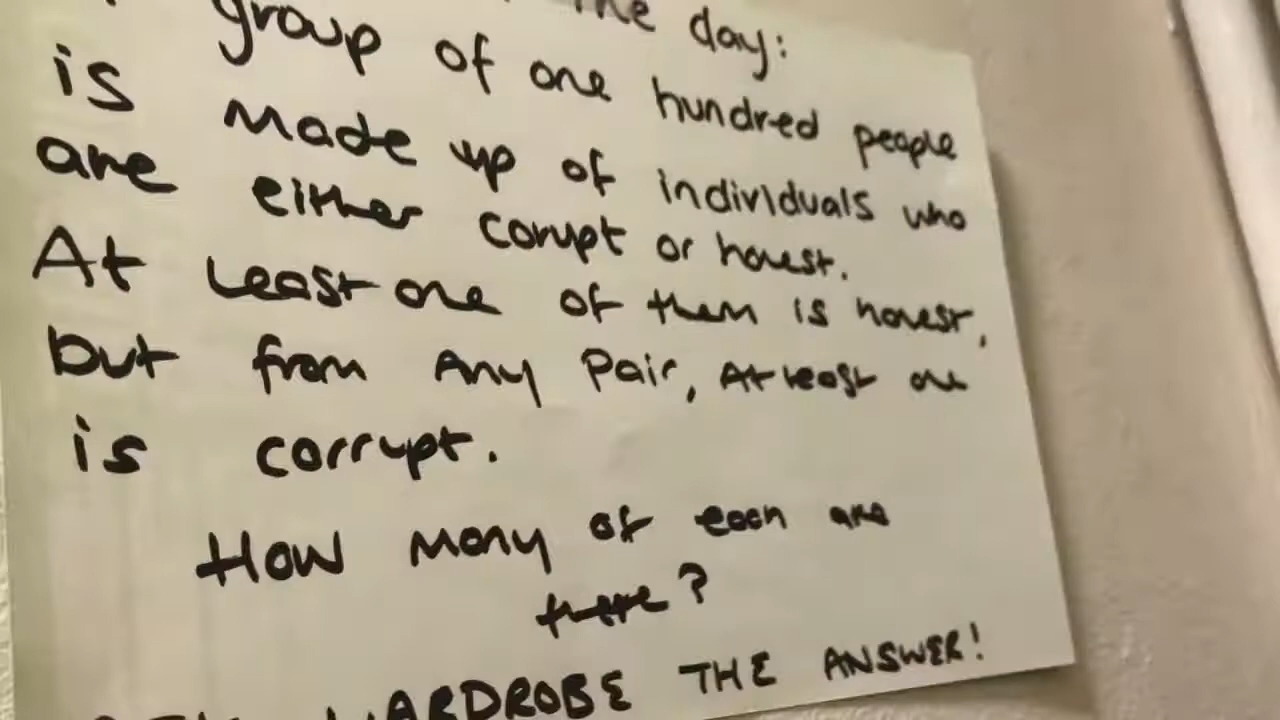 the day:
group of one hundred people
is made up of individuals who
are either corupt or honest.
At least one of them is honest,
but from Any Pair, At least one
is corrupt.
How many of each are
there?
WARDROBE THE ANSWER!